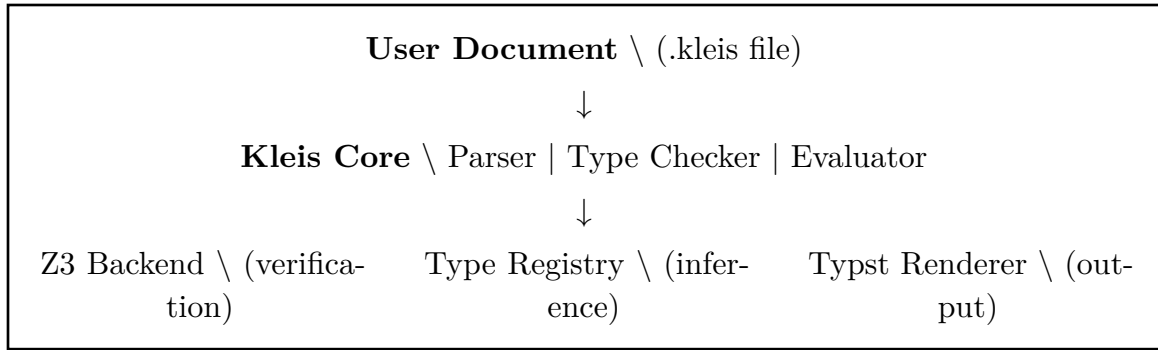 User Document \ (.kleis file)
↓
Kleis Core \ Parser | Type Checker | Evaluator
↓
Z3 Backend \ (verifica-
tion)
Type Registry \ (infer-
ence)
Typst Renderer \ (out-
put)